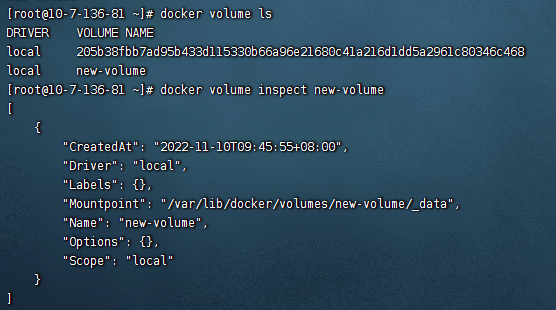 [root@10-7-136-81 ~]# docker volume ls
DRIVER    VOLUME NAME
local     205b38fbb7ad95b433d115330b66a96e21680c41a216d1dd5a2961c80346c468
local     new-volume
[root@10-7-136-81 ~]# docker volume inspect new-volume
[
    {
        "CreatedAt": "2022-11-10T09:45:55+08:00",
        "Driver": "local",
        "Labels": {},
        "Mountpoint": "/var/lib/docker/volumes/new-volume/_data",
        "Name": "new-volume",
        "Options": {},
        "Scope": "local"
    }
]